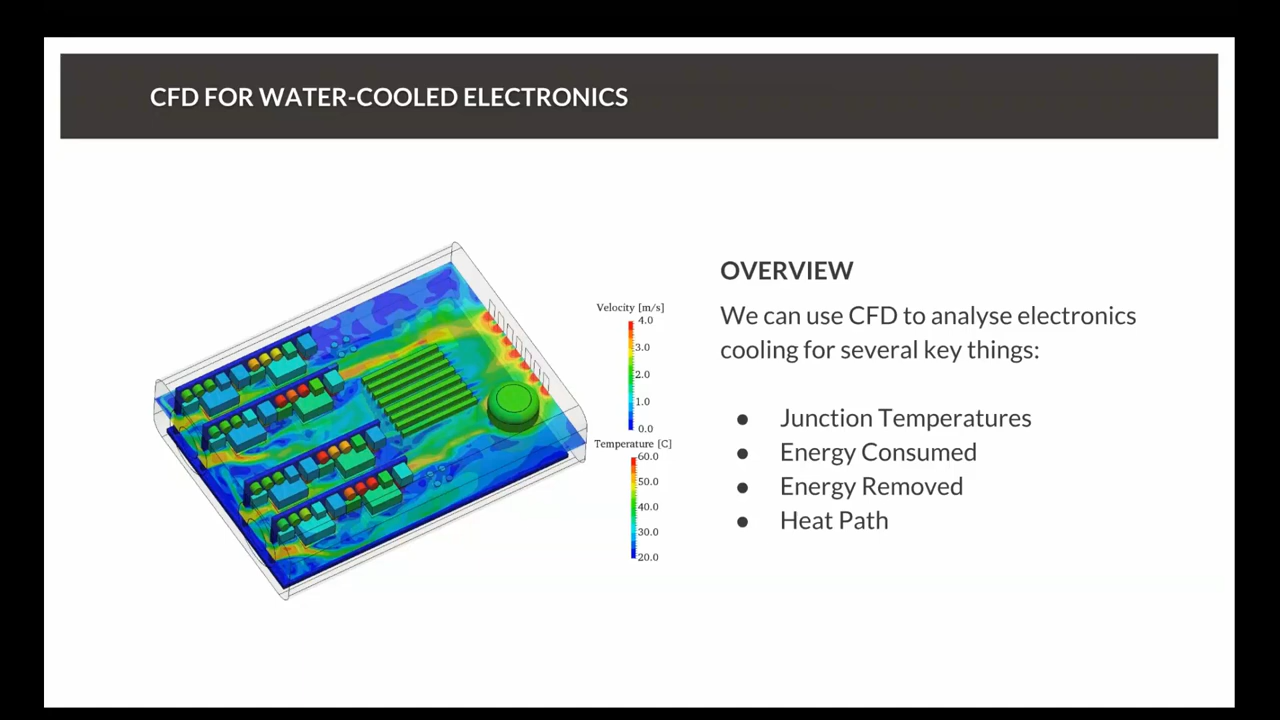 CFD FOR WATER-COOLED ELECTRONICS
Velocity [m/s]
4.0
3.0
2.0
1.0
0.0
Temperature [C]
60.0
50.0
40.0
30.0
20.0
OVERVIEW
We can use CFD to analyse electronics
cooling for several key things:
● Junction Temperatures
● Energy Consumed
● Energy Removed
● Heat Path